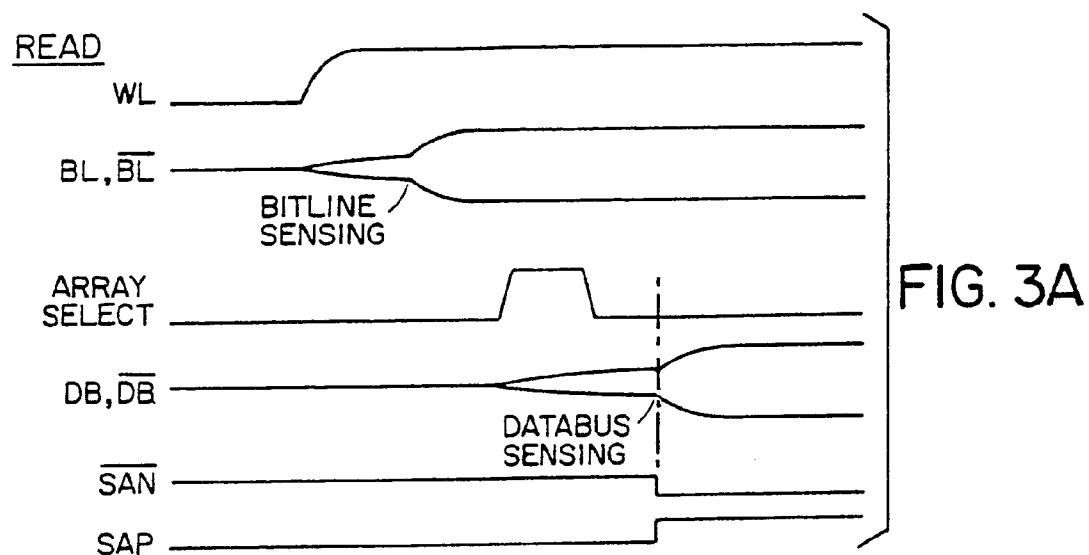 READ
WL
BL, B̅L̅
BITLINE
SENSING
ARRAY
SELECT
FIG. 3A
DB, D̅B̅
DATABUS
SENSING
S̅A̅N̅
SAP